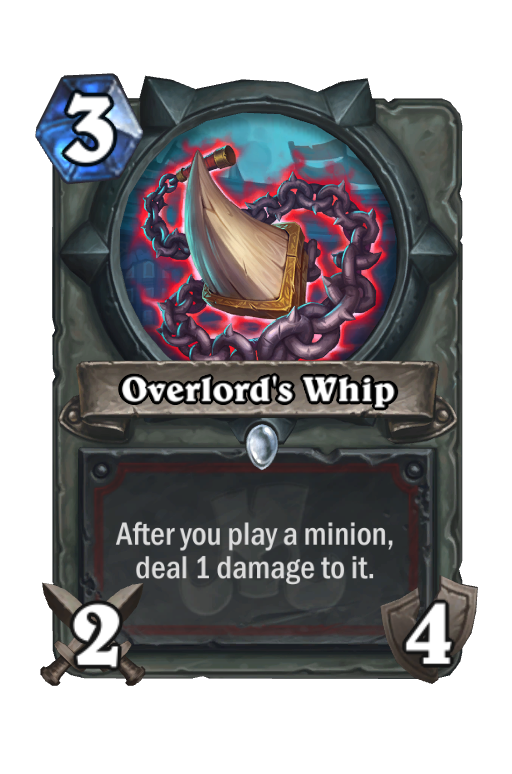 3
Overlord's Whip
After you play a minion,
deal 1 damage to it.
2
4